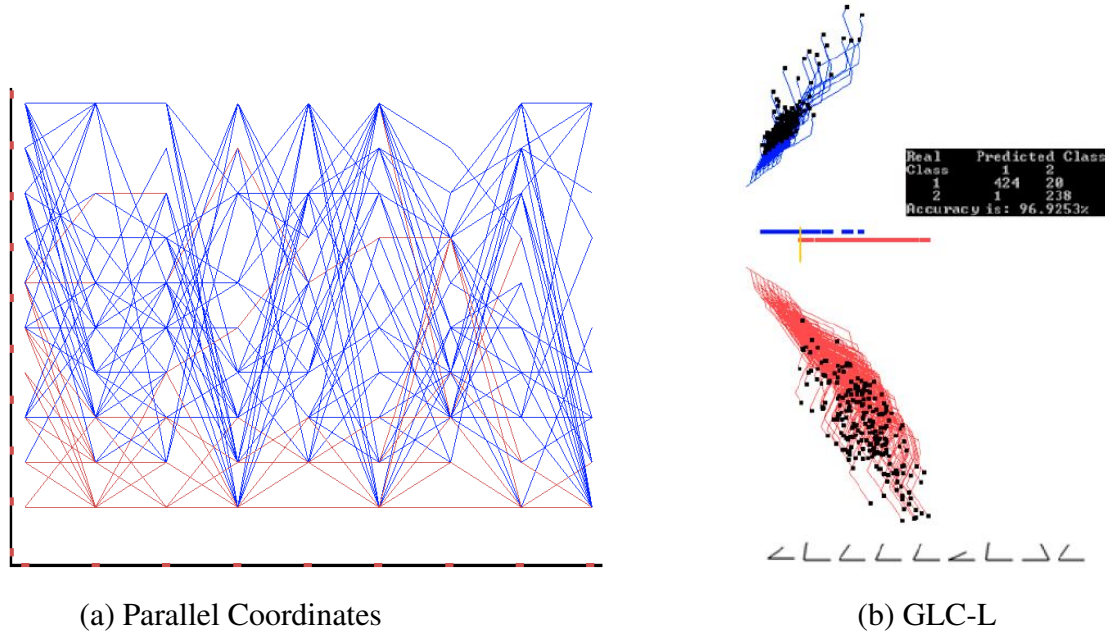 Real Predicted Class
Class 1 2
1 424 20
2 1 238
Accuracy is: 96.9253%
(a) Parallel Coordinates
(b) GLC-L